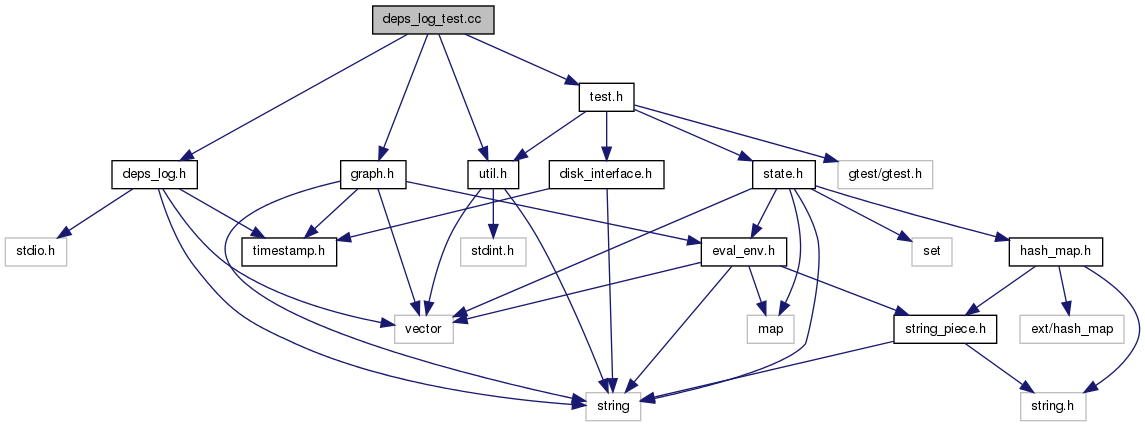 deps_log_test.cc
test.h
deps_log.h
graph.h
util.h
disk_interface.h
state.h
gtest/gtest.h
stdio.h
timestamp.h
stdint.h
eval_env.h
set
hash_map.h
vector
map
string_piece.h
ext/hash_map
string
string.h